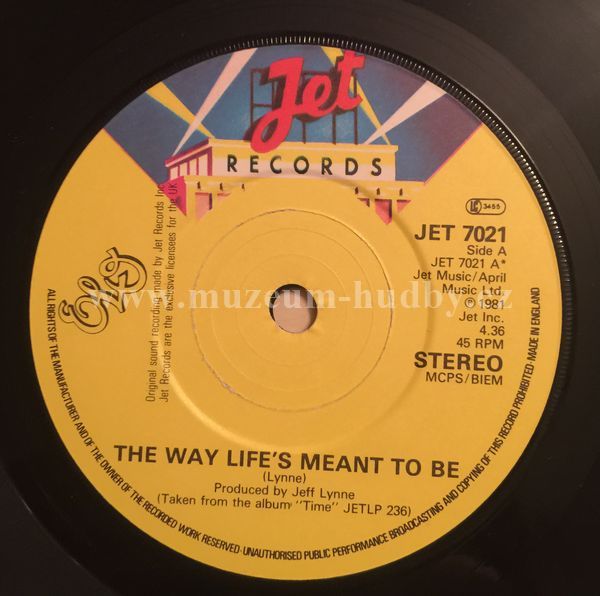 Jet
RECORDS
LC 3455
JET 7021
Side A
JET 7021 A*
Jet Music/April
Music Ltd.
℗ 1981
Jet Inc.
4.36
45 RPM
STEREO
MCPS/BIEM
Original sound recording made by Jet Records Inc.
Jet Records are the exclusive licensees for the UK
Elo
www.muzeum-hudby.cz
THE WAY LIFE'S MEANT TO BE
(Lynne)
Produced by Jeff Lynne
(Taken from the album "Time" JETLP 236)
ALL RIGHTS OF THE MANUFACTURER AND OF THE OWNER OF THE RECORDED WORK RESERVED · UNAUTHORISED PUBLIC PERFORMANCE BROADCASTING AND COPYING OF THIS RECORD PROHIBITED · MADE IN ENGLAND